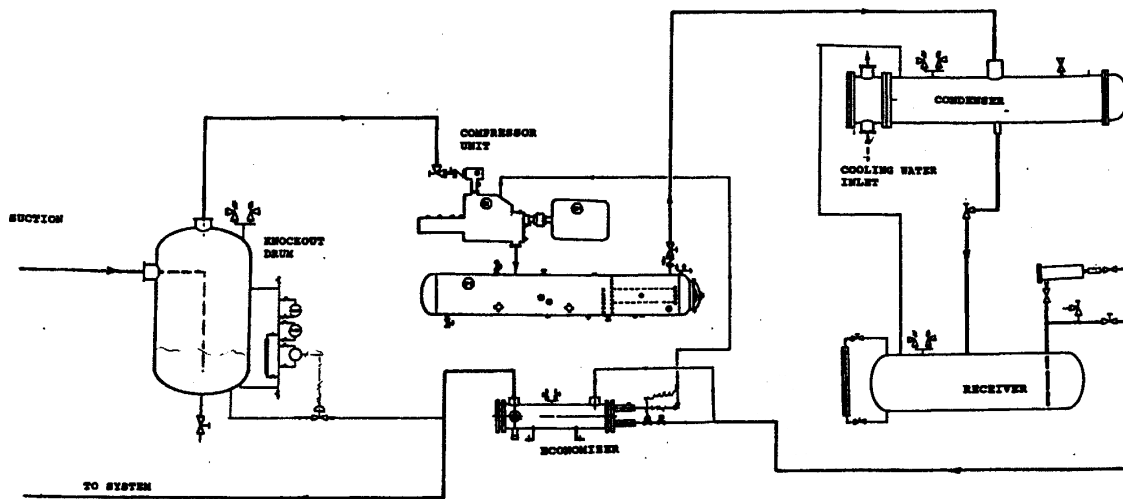 COMPRESSOR
UNIT
CONDENSER
COOLING WATER
INLET
SUCTION
KNOCKOUT
DRUM
RECEIVER
ECONOMISER
TO SYSTEM